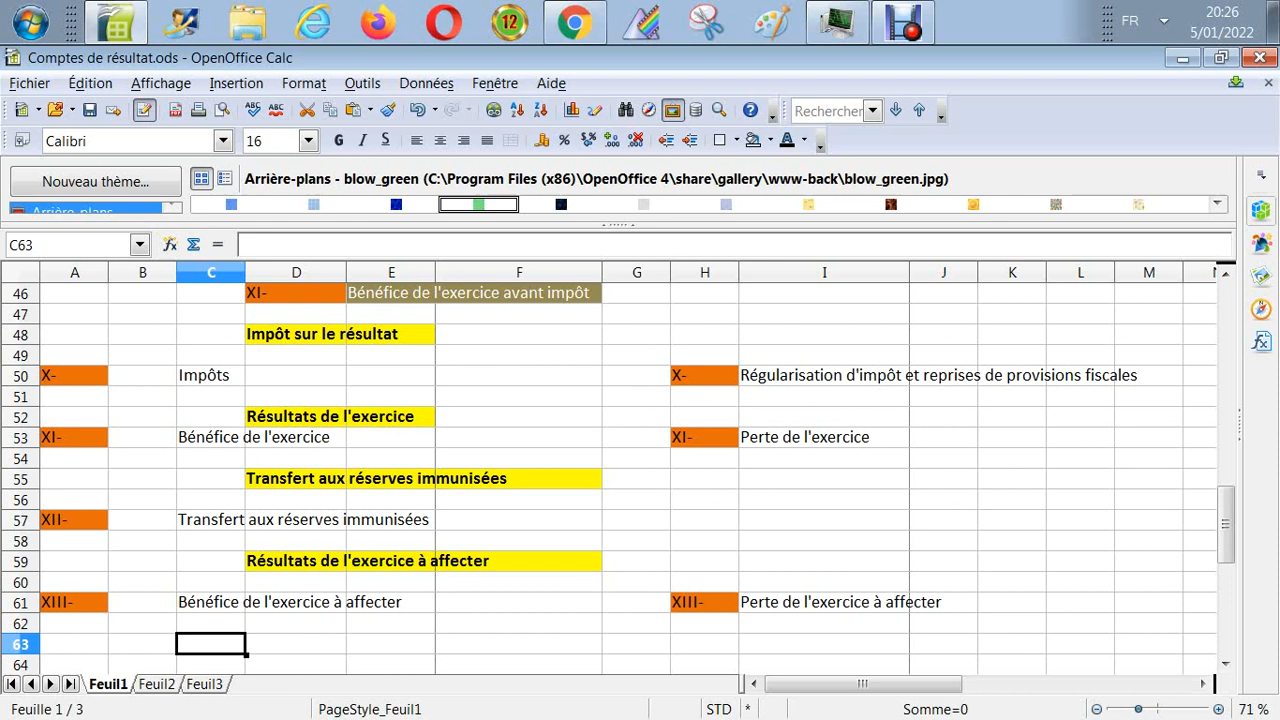 FR
20:26
5/01/2022
12
Comptes de résultat.ods - OpenOffice Calc
Fichier Édition Affichage Insertion Format Outils Données Fenêtre Aide
Rechercher
Calibri 16 G I S
Nouveau thème... Arrière-plans - blow_green (C:\Program Files (x86)\OpenOffice 4\share\gallery\www-back\blow_green.jpg)
Arrière-plans
C63
A B C D E F G H I J K L M N
46 XI- Bénéfice de l'exercice avant impôt
47
48 Impôt sur le résultat
49
50 X- Impôts X- Régularisation d'impôt et reprises de provisions fiscales
51
52 Résultats de l'exercice
53 XI- Bénéfice de l'exercice XI- Perte de l'exercice
54
55 Transfert aux réserves immunisées
56
57 XII- Transfert aux réserves immunisées
58
59 Résultats de l'exercice à affecter
60
61 XIII- Bénéfice de l'exercice à affecter XIII- Perte de l'exercice à affecter
62
63
64
Feuil1 Feuil2 Feuil3
Feuille 1 / 3 PageStyle_Feuil1 STD * Somme=0 71 %